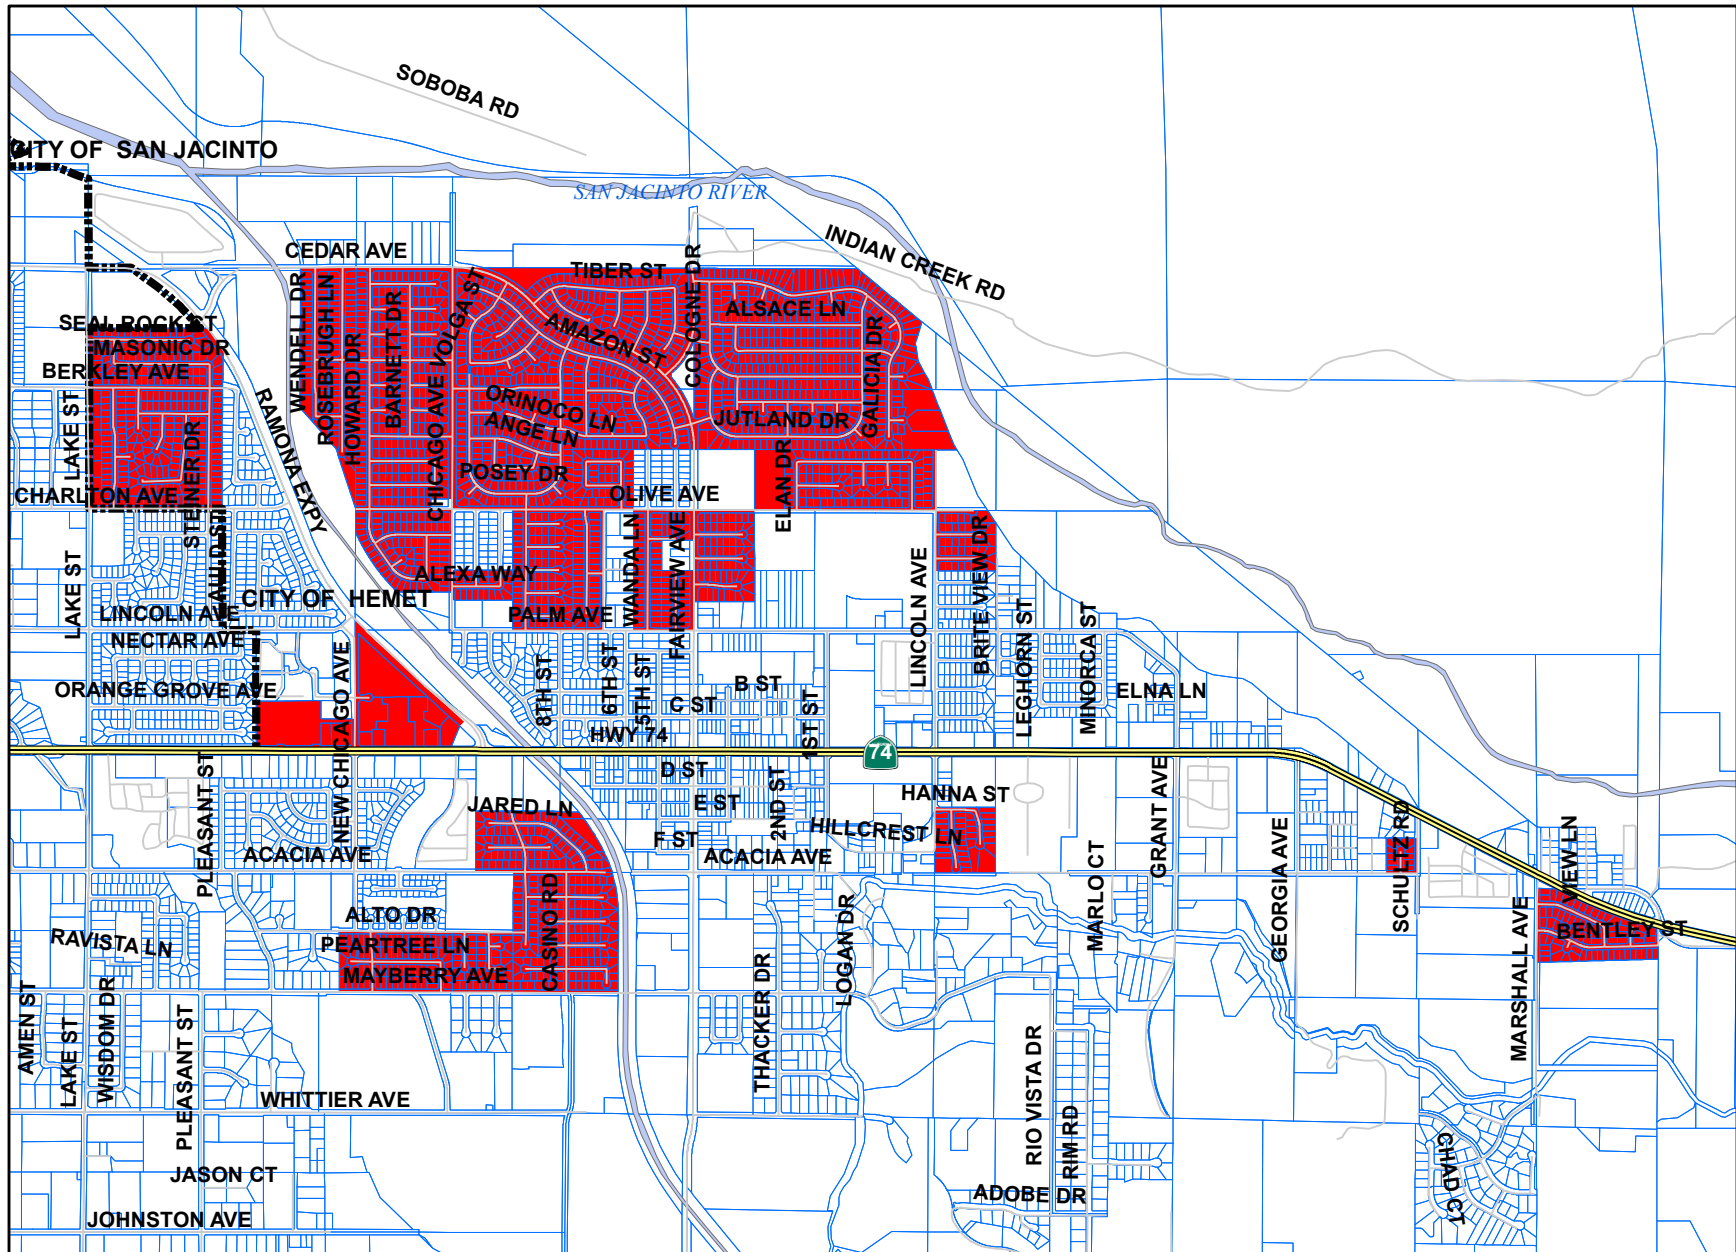 SOBOBA RD
CITY OF SAN JACINTO
SAN JACINTO RIVER
CEDAR AVE
INDIAN CREEK RD
TIBER ST
COLOGNE DR
WENDELL DR
ROSEBRUGH LN
HOWARD DR
BARNETT DR
VOLGA ST
CHICAGO AVE
AMAZON ST
ALSACE LN
GALICIA DR
SEAL ROCK ST
MASONIC DR
BERKLEY AVE
LAKE ST
STEINER DR
RAMONA EXPY
ORINOCO LN
ANGE LN
JUTLAND DR
POSEY DR
ELAN DR
CHARLTON AVE
OLIVE AVE
AULD ST
WANDA LN
FAIRVIEW AVE
LINCOLN AVE
BRITE VIEW DR
LAKE ST
ALEXA WAY
CITY OF HEMET
LINCOLN AVE
PALM AVE
NECTAR AVE
LEGHORN ST
MINORCA ST
ORANGE GROVE AVE
NEW CHICAGO AVE
8TH ST
6TH ST
5TH ST
B ST
C ST
1ST ST
ELNA LN
HWY 74
74
PLEASANT ST
D ST
2ND ST
HANNA ST
GRANT AVE
JARED LN
E ST
HILLCREST LN
F ST
ACACIA AVE
ACACIA AVE
GEORGIA AVE
SCHULTZ RD
VIEW LN
MARLO CT
ALTO DR
CASINO RD
LOGAN DR
RAVISTA LN
PEARTREE LN
MAYBERRY AVE
MARSHALL AVE
BENTLEY ST
AMEN ST
LAKE ST
WISDOM DR
PLEASANT ST
THACKER DR
RIO VISTA DR
WHITTIER AVE
RIM RD
CHAD CT
JASON CT
ADOBE DR
JOHNSTON AVE